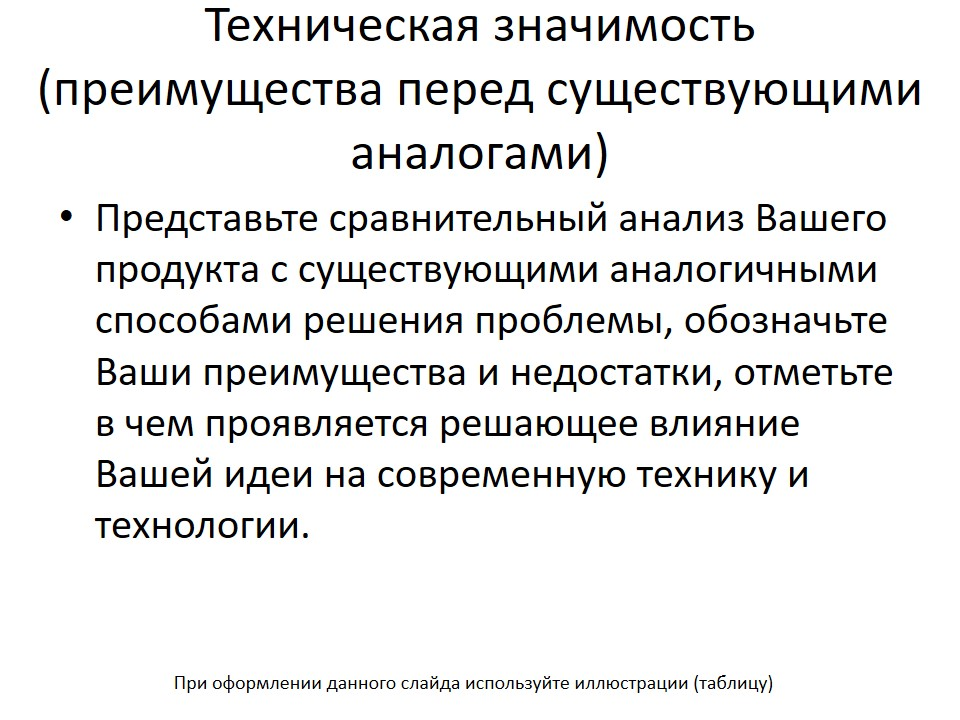 Техническая значимость
(преимущества перед существующими
аналогами)
• Представьте сравнительный анализ Вашего
продукта с существующими аналогичными
способами решения проблемы, обозначьте
Ваши преимущества и недостатки, отметьте
в чем проявляется решающее влияние
Вашей идеи на современную технику и
технологии.
При оформлении данного слайда используйте иллюстрации (таблицу)